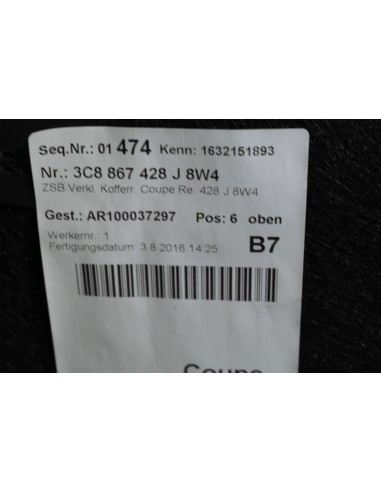 Seq.Nr.: 01 474 Kenn: 1632151893
Nr.: 3C8 867 428 J 8W4
ZSB Verkl. Kofferr. Coupe Re. 428 J 8W4
Gest.: AR100037297 Pos: 6 oben
Werkernr.: 1
Fertigungsdatum: 3.8.2016 14:25 B7
Coupe